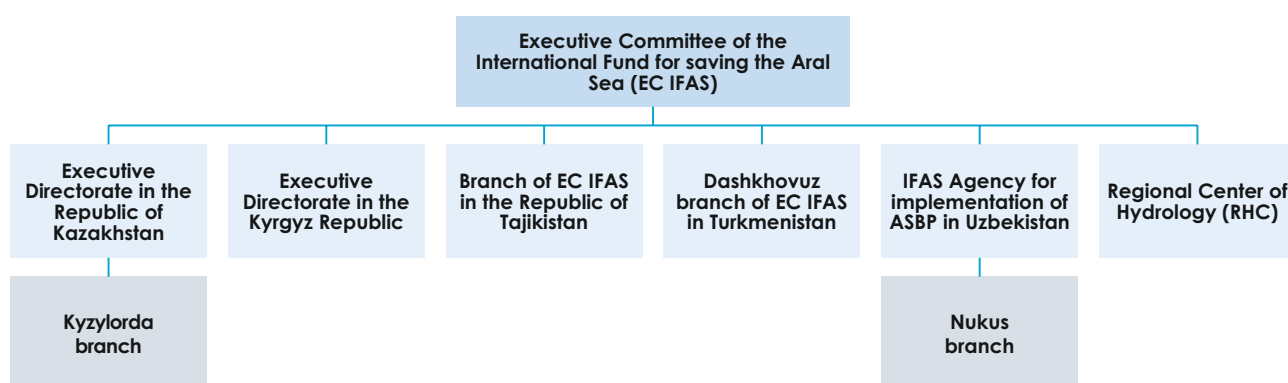 Executive Committee of the
International Fund for saving the Aral
Sea (EC IFAS)
Executive
Directorate in the
Republic of
Kazakhstan
Executive
Directorate in the
Kyrgyz Republic
Branch of EC IFAS
in the Republic of
Tajikistan
Dashkhovuz
branch of EC IFAS
in Turkmenistan
IFAS Agency for
implementation of
ASBP in Uzbekistan
Regional Center of
Hydrology (RHC)
Kyzylorda
branch
Nukus
branch